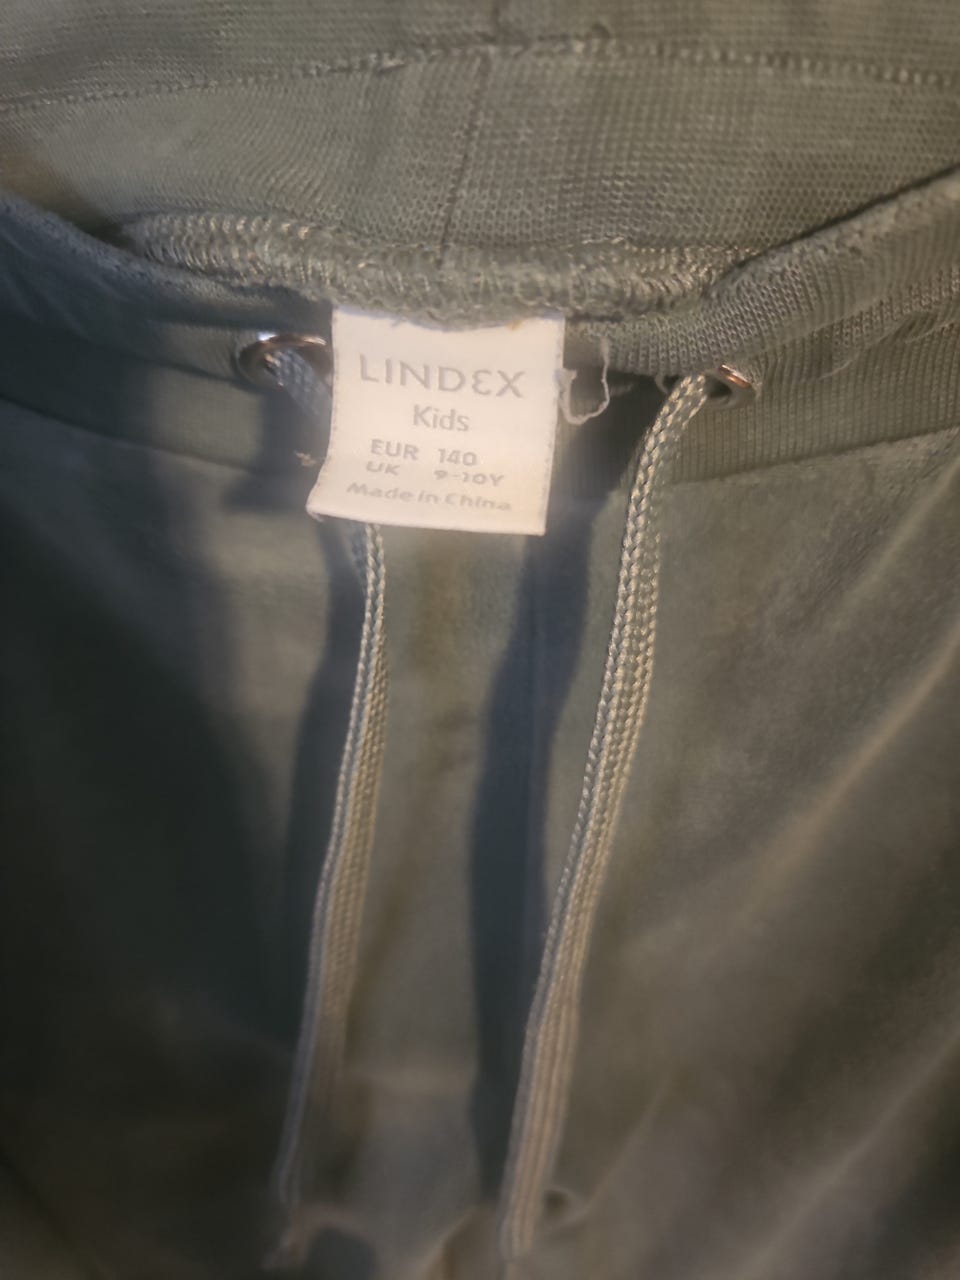 LINDEX
Kids
EUR 140
UK 9-10Y
Made in China